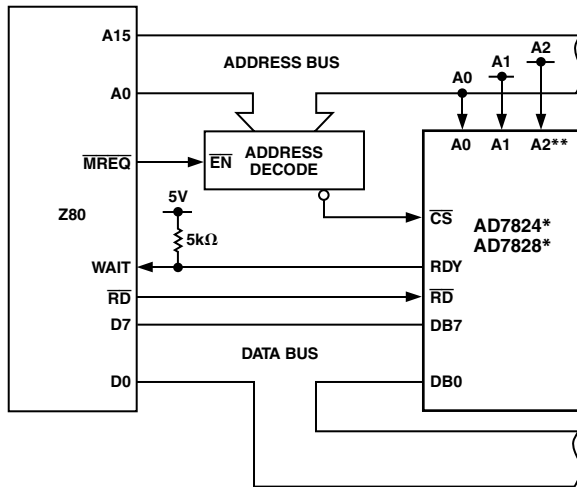 A15
ADDRESS BUS
A0
A1
A2
A0
MREQ
EN
ADDRESS
DECODE
A0
A1
A2**
5V
5kΩ
Z80
CS
AD7824*
AD7828*
WAIT
RDY
RD
RD
D7
DB7
DATA BUS
D0
DB0